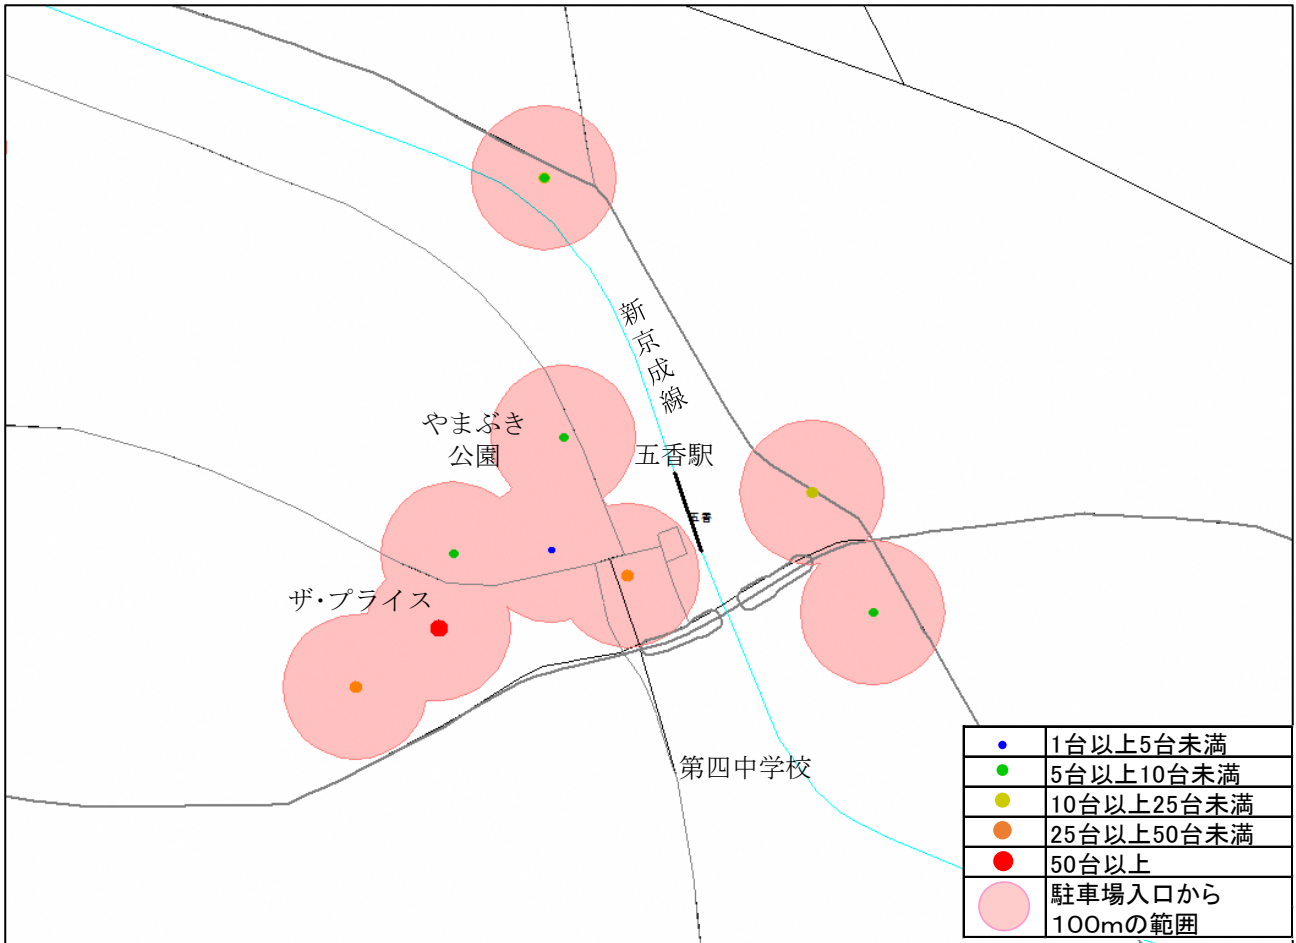 新京成線
やまぶき
公園
五香駅
五香
ザ・プライス
第四中学校
1台以上5台未満
5台以上10台未満
10台以上25台未満
25台以上50台未満
50台以上
駐車場入口から
100mの範囲